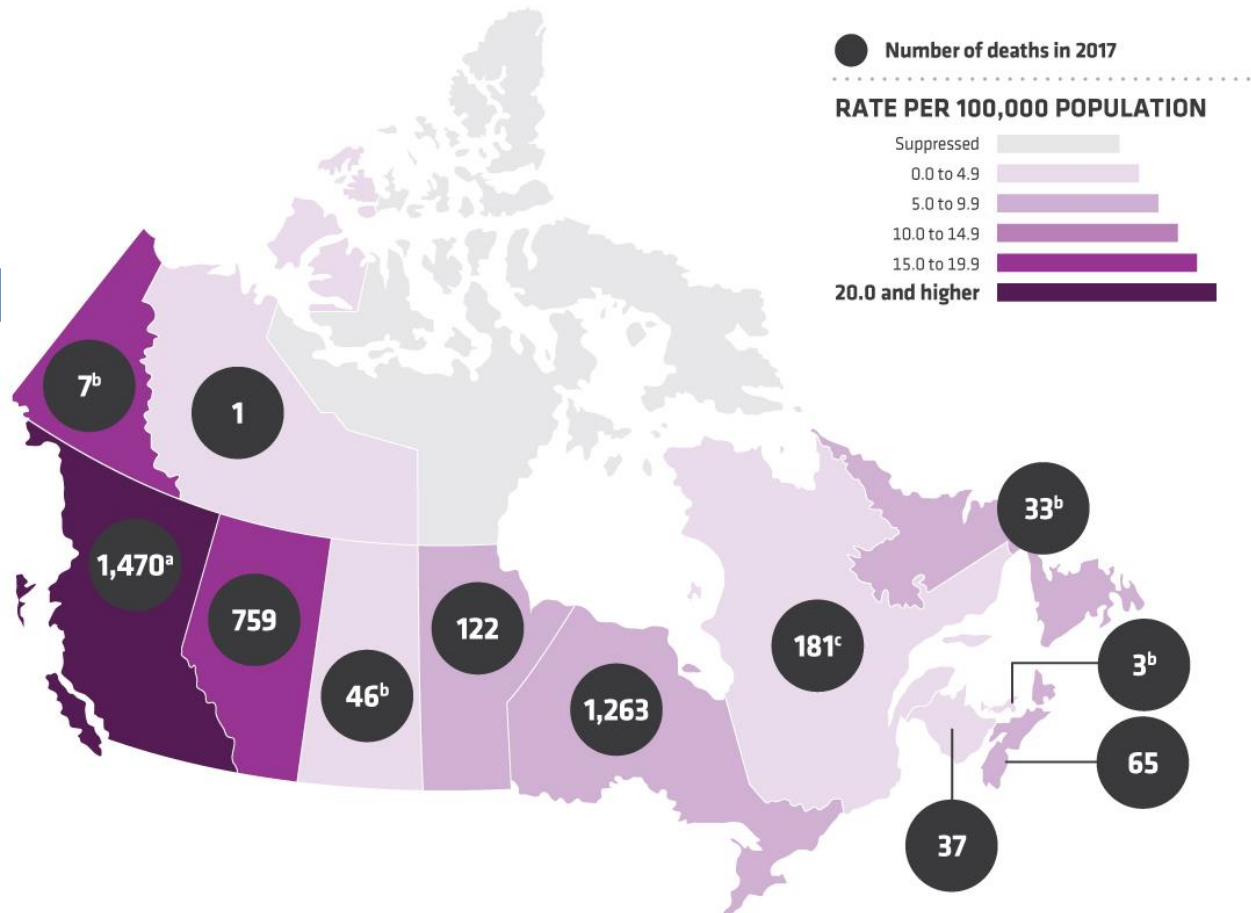 Number of deaths in 2017
RATE PER 100,000 POPULATION
Suppressed
0.0 to 4.9
5.0 to 9.9
10.0 to 14.9
15.0 to 19.9
20.0 and higher
7ᵇ
1
33ᵇ
1,470ᵃ
759
122
181ᶜ
3ᵇ
46ᵇ
1,263
65
37